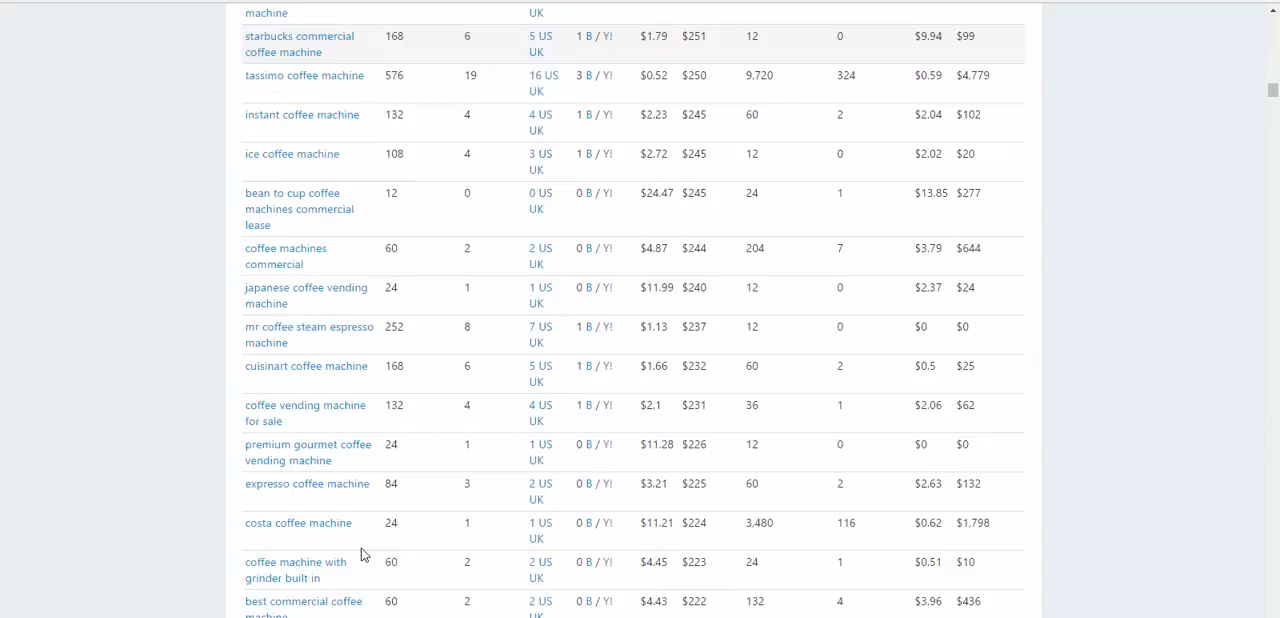 machine UK
starbucks commercial 168 6 5 US 1 B / Y! $1.79 $251 12 0 $9.94 $99
coffee machine UK
tassimo coffee machine 576 19 16 US 3 B / Y! $0.52 $250 9,720 324 $0.59 $4,779
UK
instant coffee machine 132 4 4 US 1 B / Y! $2.23 $245 60 2 $2.04 $102
UK
ice coffee machine 108 4 3 US 1 B / Y! $2.72 $245 12 0 $2.02 $20
UK
bean to cup coffee 12 0 0 US 0 B / Y! $24.47 $245 24 1 $13.85 $277
machines commercial UK
lease
coffee machines 60 2 2 US 0 B / Y! $4.87 $244 204 7 $3.79 $644
commercial UK
japanese coffee vending 24 1 1 US 0 B / Y! $11.99 $240 12 0 $2.37 $24
machine UK
mr coffee steam espresso 252 8 7 US 1 B / Y! $1.13 $237 12 0 $0 $0
machine UK
cuisinart coffee machine 168 6 5 US 1 B / Y! $1.66 $232 60 2 $0.5 $25
UK
coffee vending machine 132 4 4 US 1 B / Y! $2.1 $231 36 1 $2.06 $62
for sale UK
premium gourmet coffee 24 1 1 US 0 B / Y! $11.28 $226 12 0 $0 $0
vending machine UK
expresso coffee machine 84 3 2 US 0 B / Y! $3.21 $225 60 2 $2.63 $132
UK
costa coffee machine 24 1 1 US 0 B / Y! $11.21 $224 3,480 116 $0.62 $1,798
UK
coffee machine with 60 2 2 US 0 B / Y! $4.45 $223 24 1 $0.51 $10
grinder built in UK
best commercial coffee 60 2 2 US 0 B / Y! $4.43 $222 132 4 $3.96 $436
machine UK